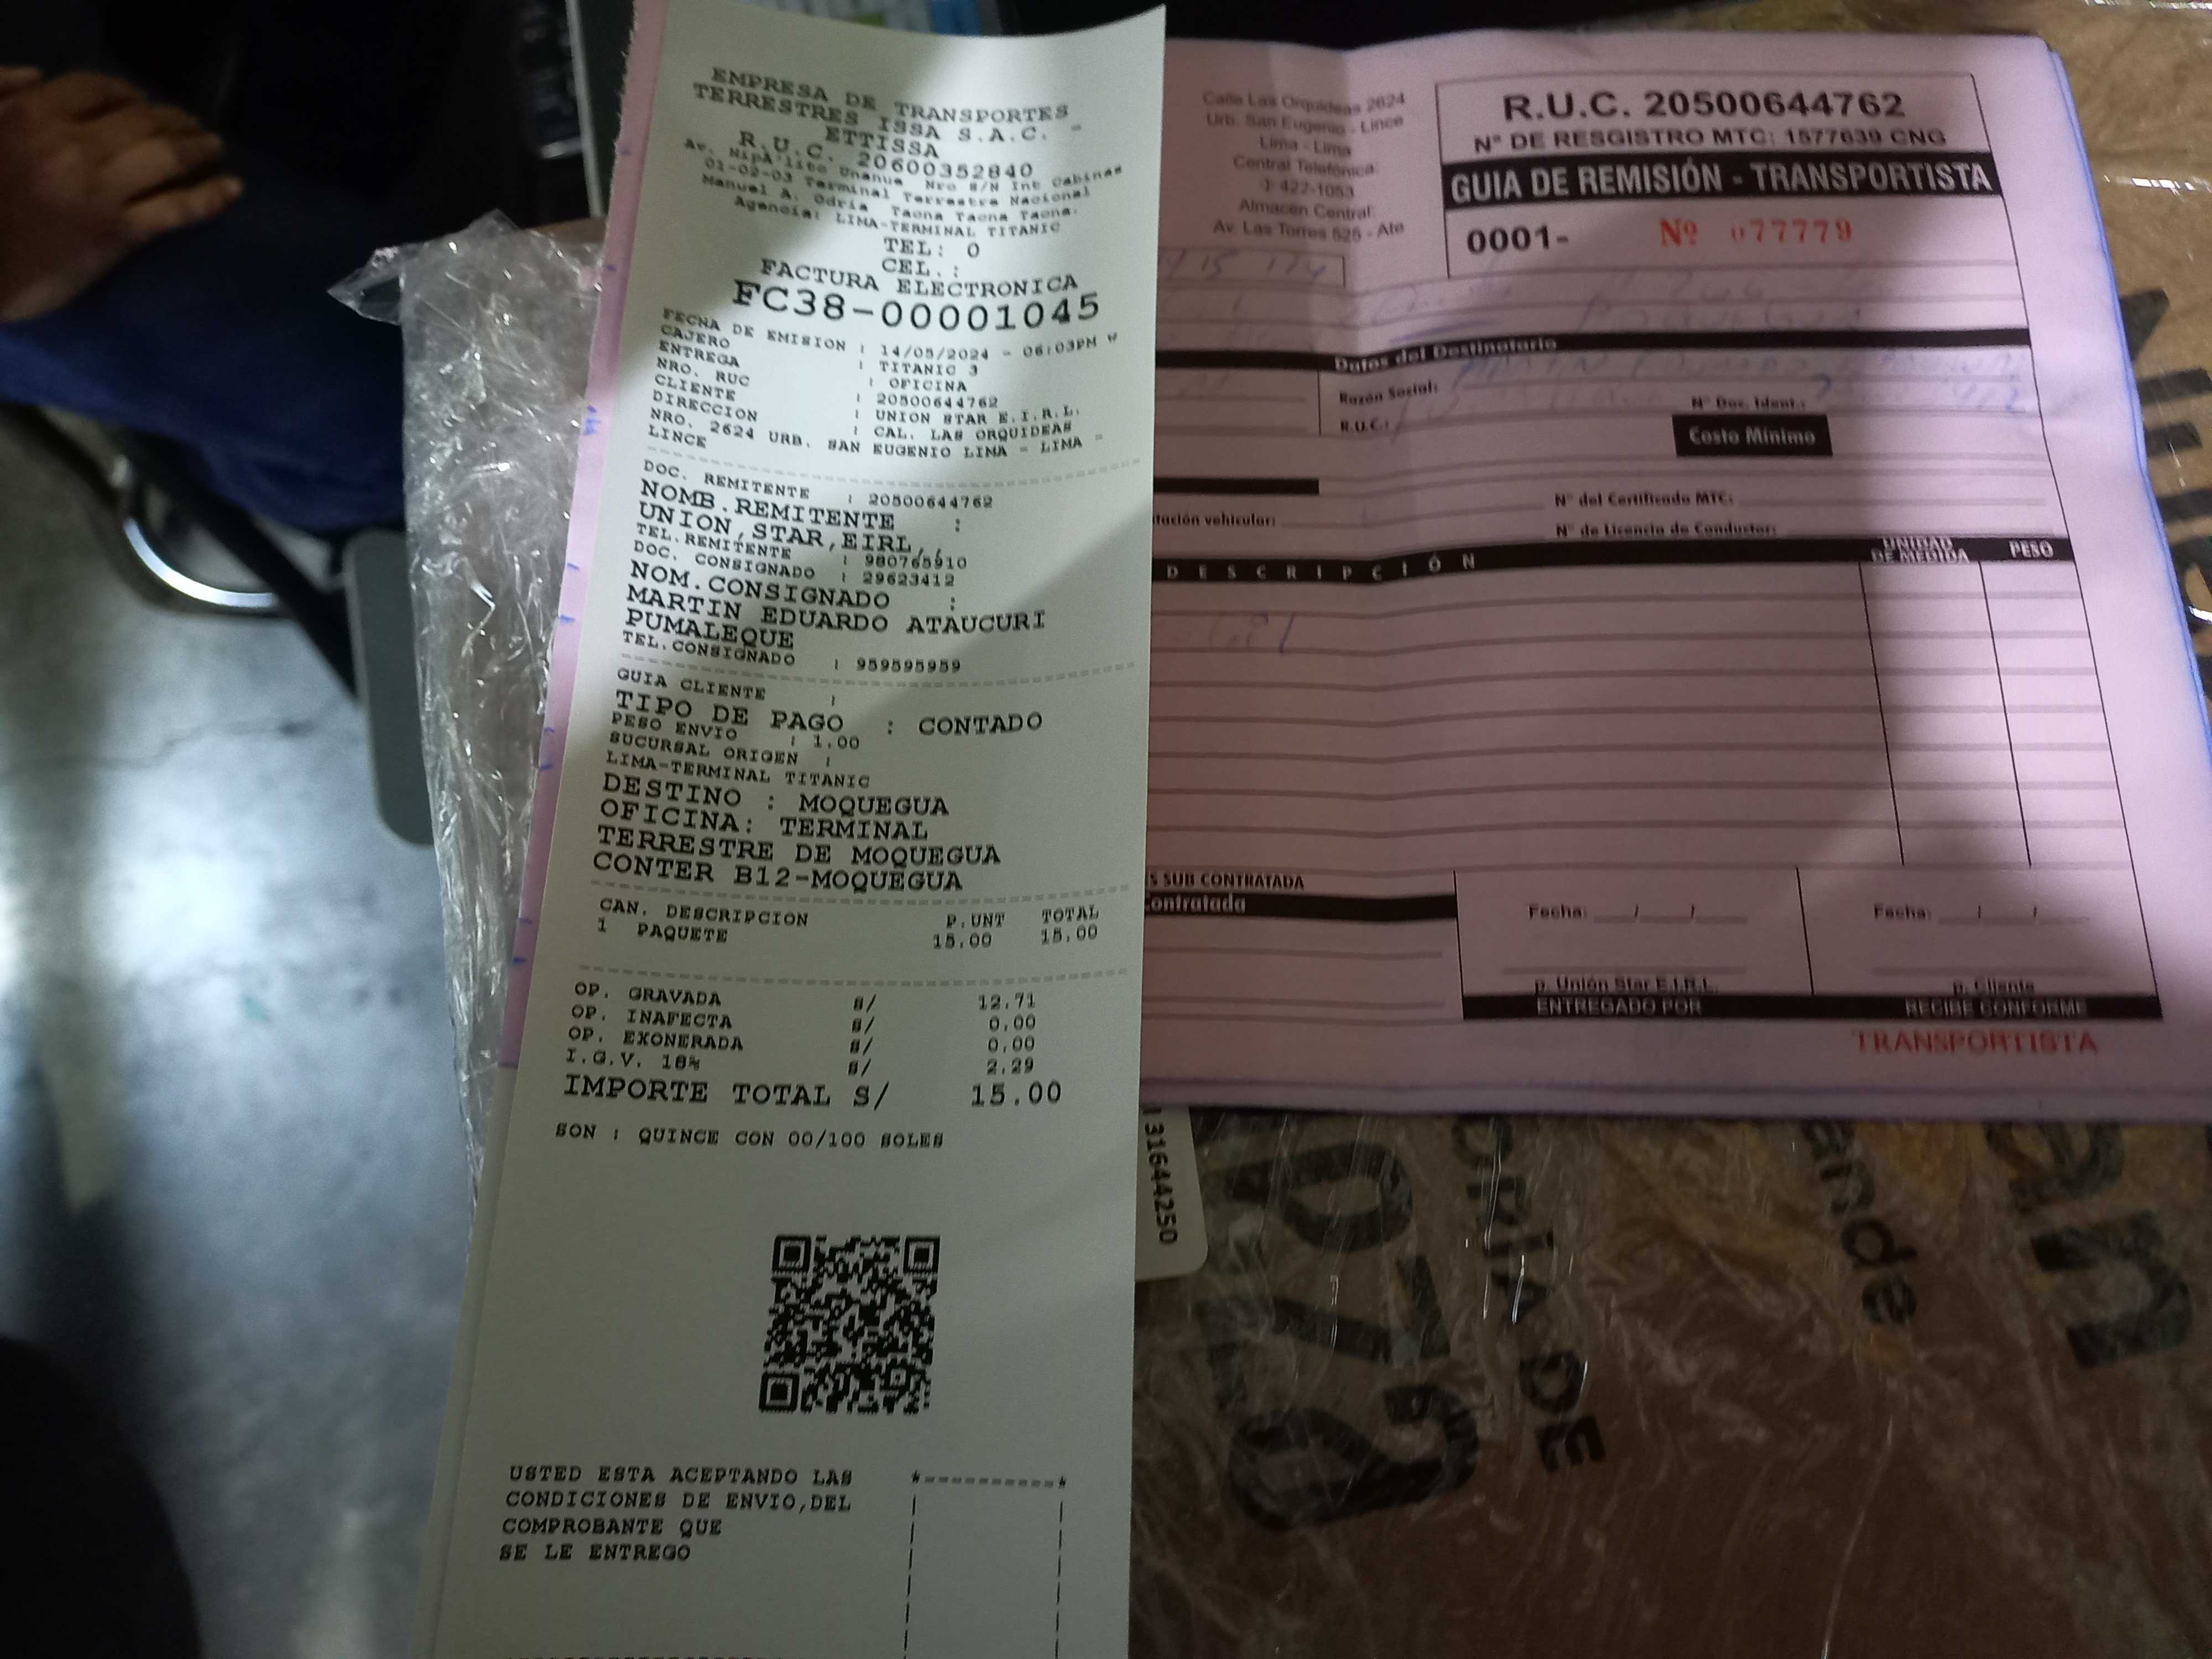 EMPRESA DE TRANSPORTES
TERRESTRES ISSA S.A.C. -
ETTISSA
R.U.C. 20600352840
Av. HipÃ³lito Unanue Nro S/N Int Cabinas
01-02-03 Terminal Terrestre Nacional
Manuel A. Odria Tacna Tacna Tacna.
Agencia: LIMA-TERMINAL TITANIC
TEL: 0
CEL.:
FACTURA ELECTRONICA
FC38-00001045
FECHA DE EMISION : 14/05/2024 - 06:03PM
CAJERO : TITANIC 3
ENTREGA : OFICINA
NRO. RUC : 20500644762
CLIENTE : UNION STAR E.I.R.L.
DIRECCION : CAL. LAS ORQUIDEAS
NRO. 2624 URB. SAN EUGENIO LIMA - LIMA -
LINCE
DOC. REMITENTE : 20500644762
NOMB.REMITENTE :
UNION,STAR,EIRL,,
TEL.REMITENTE : 980765910
DOC. CONSIGNADO : 29623412
NOM.CONSIGNADO :
MARTIN EDUARDO ATAUCURI
PUMALEQUE
TEL.CONSIGNADO : 959595959
GUIA CLIENTE :
TIPO DE PAGO : CONTADO
PESO ENVIO : 1.00
SUCURSAL ORIGEN :
LIMA-TERMINAL TITANIC
DESTINO : MOQUEGUA
OFICINA: TERMINAL
TERRESTRE DE MOQUEGUA
CONTER B12-MOQUEGUA
CAN. DESCRIPCION P.UNT TOTAL
1 PAQUETE 15.00 15.00
OP. GRAVADA S/ 12.71
OP. INAFECTA S/ 0.00
OP. EXONERADA S/ 0.00
I.G.V. 18% S/ 2.29
IMPORTE TOTAL S/ 15.00
SON : QUINCE CON 00/100 SOLES
USTED ESTA ACEPTANDO LAS
CONDICIONES DE ENVIO,DEL
COMPROBANTE QUE
SE LE ENTREGO
Calle Las Orquideas 2624
Urb. San Eugenio - Lince
Lima - Lima
Central Telefónica:
422-1053
Almacén Central:
Av. Las Torres 525 - Ate
R.U.C. 20500644762
N° DE RESGISTRO MTC: 1577639 CNG
GUIA DE REMISIÓN - TRANSPORTISTA
0001- Nº 077779
Datos del Destinatario
Razón Social:
N° Doc. Ident.:
R.U.C.:
Costo Mínimo
N° del Certificado MTC:
tación vehicular:
N° de Licencia de Conductor:
DESCRIPCIÓN
UNIDAD DE MEDIDA
PESO
S SUB CONTRATADA
ontratada
Fecha: / /
Fecha: / /
p. Unión Star E.I.R.L.
p. Cliente
ENTREGADO POR
RECIBE CONFORME
TRANSPORTISTA
1316444250